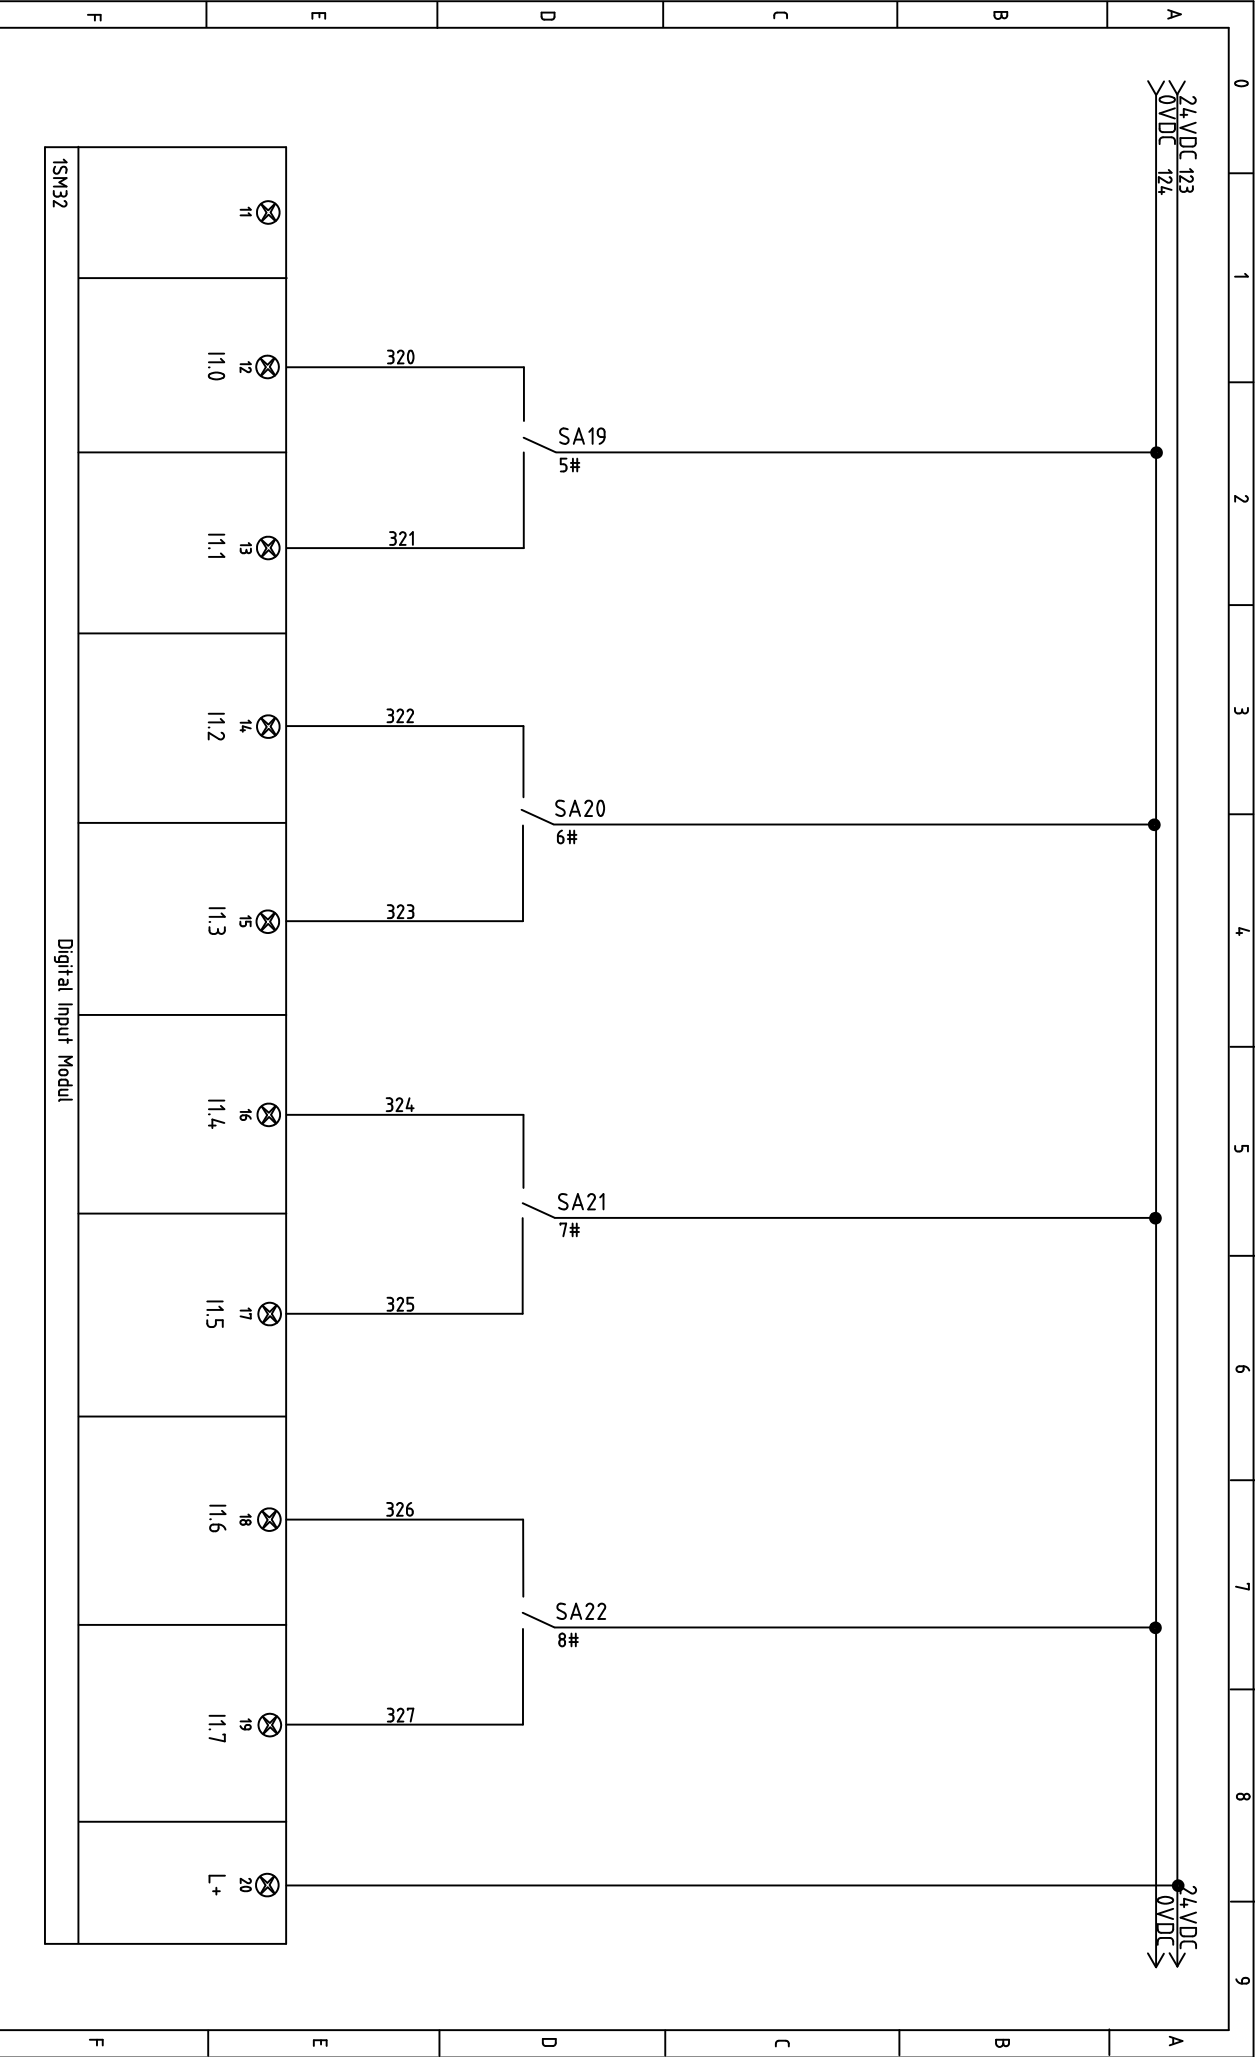 0
1
2
3
4
5
6
7
8
9
A
A
24VDC 123
24VDC
0VDC 124
0VDC
B
B
C
C
D
D
SA19
5#
SA20
6#
SA21
7#
SA22
8#
320
321
322
323
324
325
326
327
E
E
11
12
13
14
15
16
17
18
19
20
I1.0
I1.1
I1.2
I1.3
I1.4
I1.5
I1.6
I1.7
L+
F
F
1SM32
Digital Input Modul